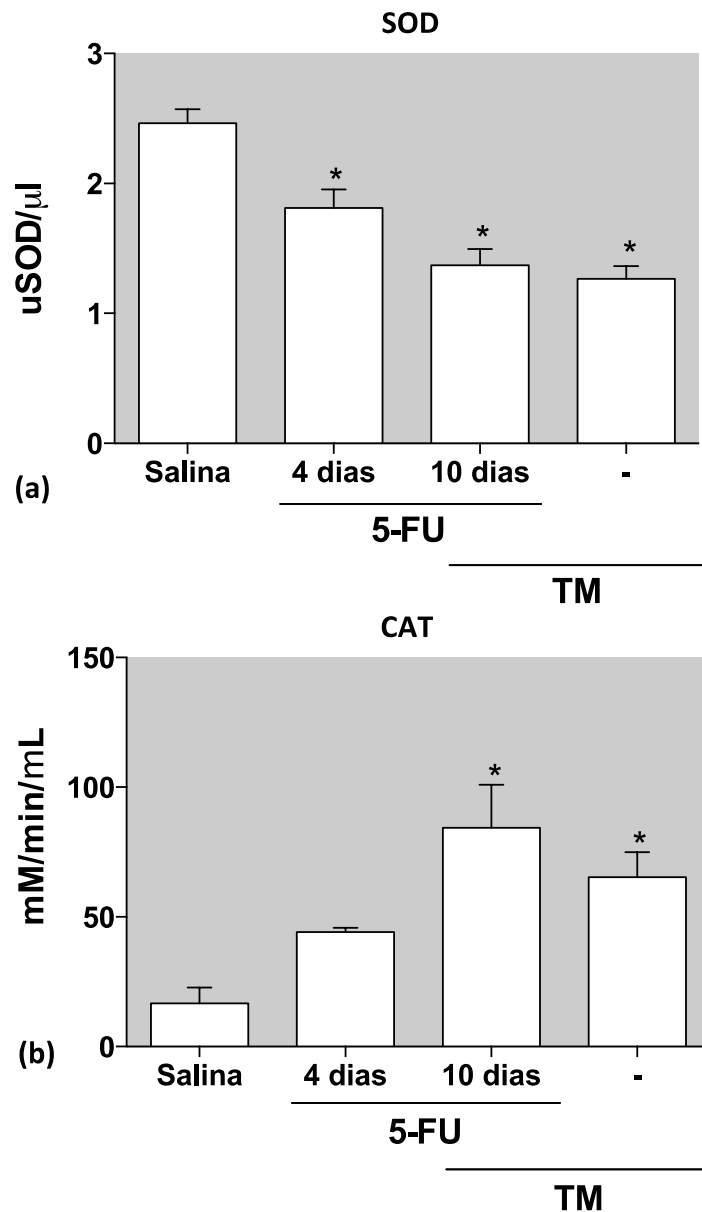 SOD
3
2
1
0
uSOD/μl
*
*
*
Salina 4 dias 10 dias -
(a)
5-FU
TM
CAT
150
100
50
0
mM/min/mL
*
*
Salina 4 dias 10 dias -
(b)
5-FU
TM